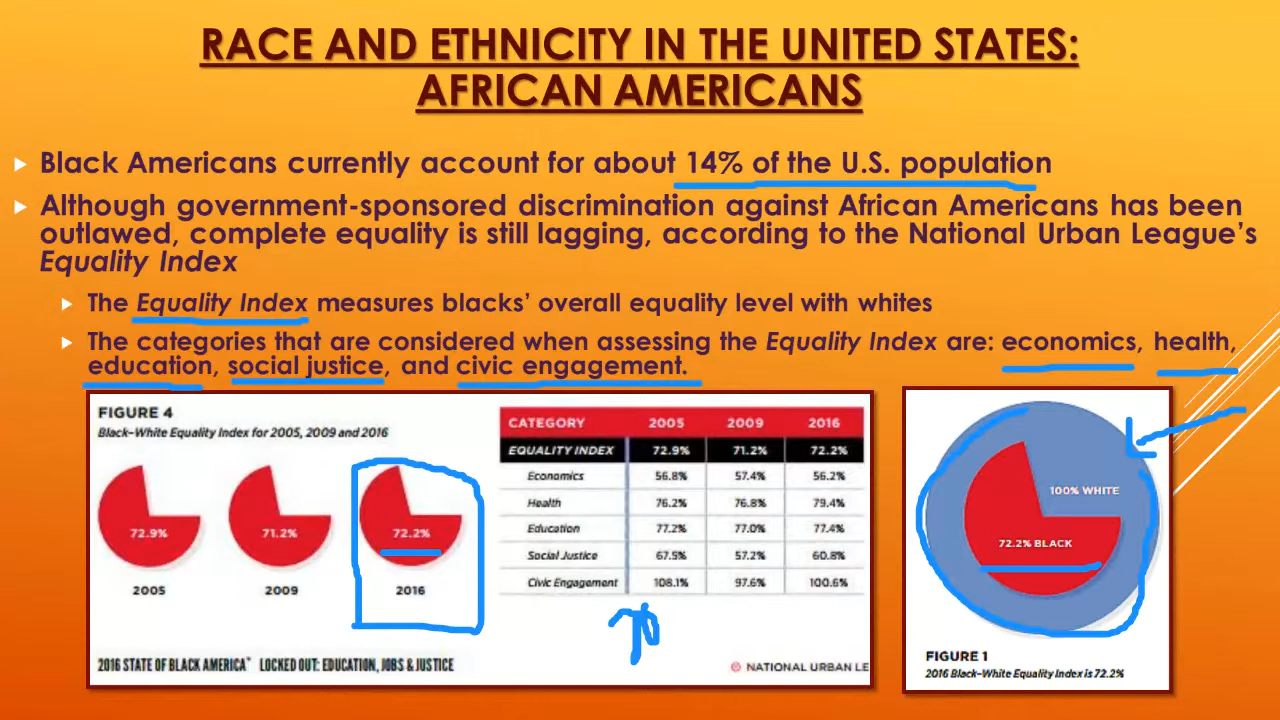 RACE AND ETHNICITY IN THE UNITED STATES:
AFRICAN AMERICANS
Black Americans currently account for about 14% of the U.S. population
Although government-sponsored discrimination against African Americans has been
outlawed, complete equality is still lagging, according to the National Urban League's
Equality Index
The Equality Index measures blacks' overall equality level with whites
The categories that are considered when assessing the Equality Index are: economics, health,
education, social justice, and civic engagement.
FIGURE 4
Black–White Equality Index for 2005, 2009 and 2016
72.9%
71.2%
72.2%
2005
2009
2016
CATEGORY 2005 2009 2016
EQUALITY INDEX 72.9% 71.2% 72.2%
Economics 56.8% 57.4% 56.2%
Health 76.2% 76.8% 79.4%
Education 77.2% 77.0% 77.4%
Social Justice 67.5% 57.2% 60.8%
Civic Engagement 108.1% 97.6% 100.6%
2016 STATE OF BLACK AMERICA® LOCKED OUT: EDUCATION, JOBS & JUSTICE
NATIONAL URBAN LE
100% WHITE
72.2% BLACK
FIGURE 1
2016 Black–White Equality Index is 72.2%